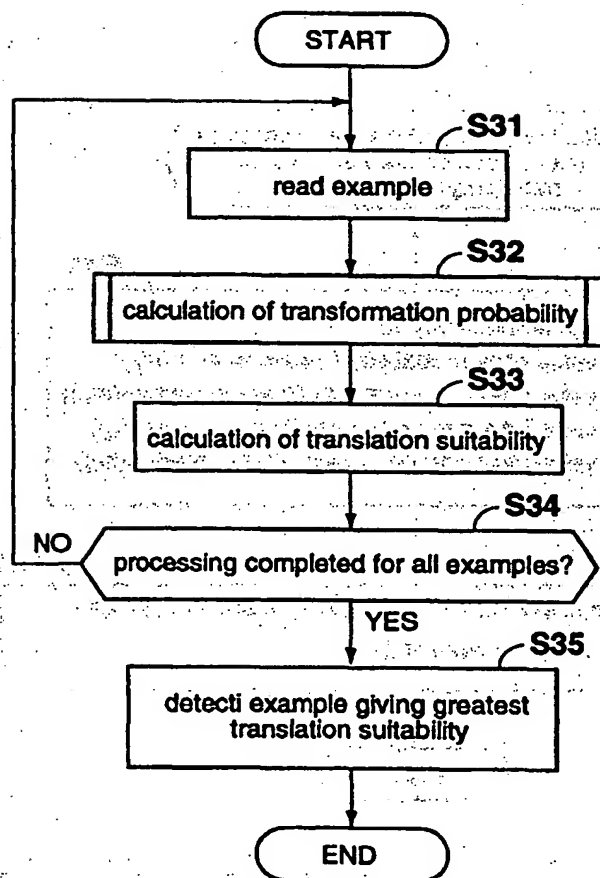 START
S31
read example
S32
calculation of transformation probability
S33
calculation of translation suitability
S34
NO
processing completed for all examples?
YES
S35
detecti example giving greatest
translation suitability
END